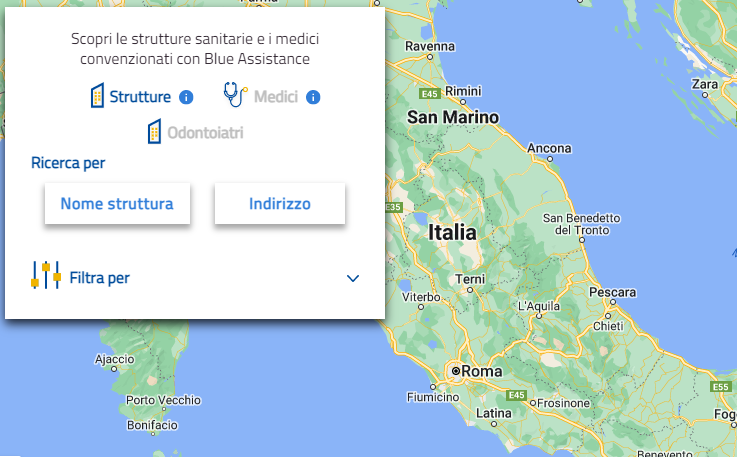 Scopri le strutture sanitarie e i medici
convenzionati con Blue Assistance
Strutture
Medici
Odontoiatri
Ricerca per
Nome struttura
Indirizzo
Filtra per
Ravenna
E45
Rimini
Zara
San Marino
Ancona
E35
San Benedetto
del Tronto
Italia
Terni
Viterbo
L'Aquila
Pescara
Chieti
Ajaccio
Roma
E55
Fiumicino
E45
Frosinone
Porto Vecchio
Latina
Bonifacio
Benevento